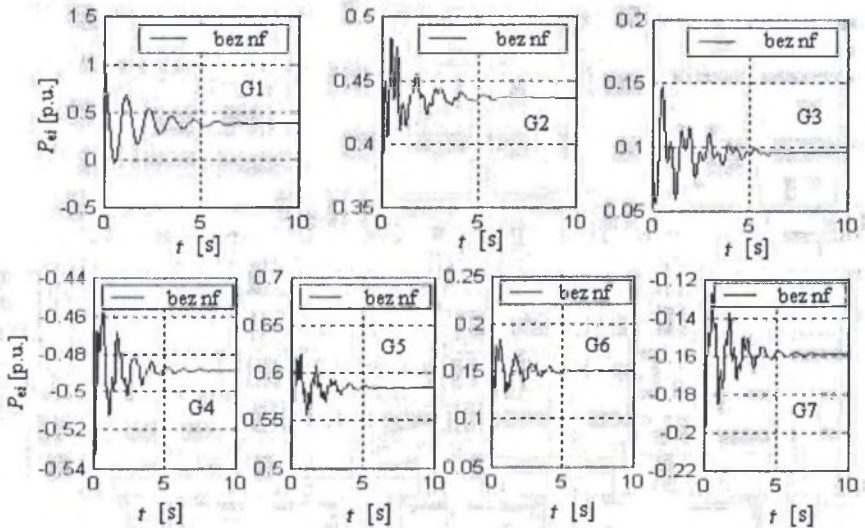 1.5
1
0.5
0
-0.5
P_ei [p.u.]
bez nf
G1
0 5 10
t [s]
0.5
0.45
0.4
0.35
bez nf
G2
0 5 10
t [s]
0.2
0.15
0.1
0.05
bez nf
G3
0 5 10
t [s]
-0.44
-0.46
-0.49
-0.5
-0.52
-0.54
P_ei [p.u.]
bez nf
G4
0 5 10
t [s]
0.7
0.65
0.6
0.55
0.5
bez nf
G5
0 5 10
t [s]
0.25
0.2
0.15
0.1
0.05
bez nf
G6
0 5 10
t [s]
-0.12
-0.14
-0.16
-0.18
-0.2
-0.22
bez nf
G7
0 5 10
t [s]